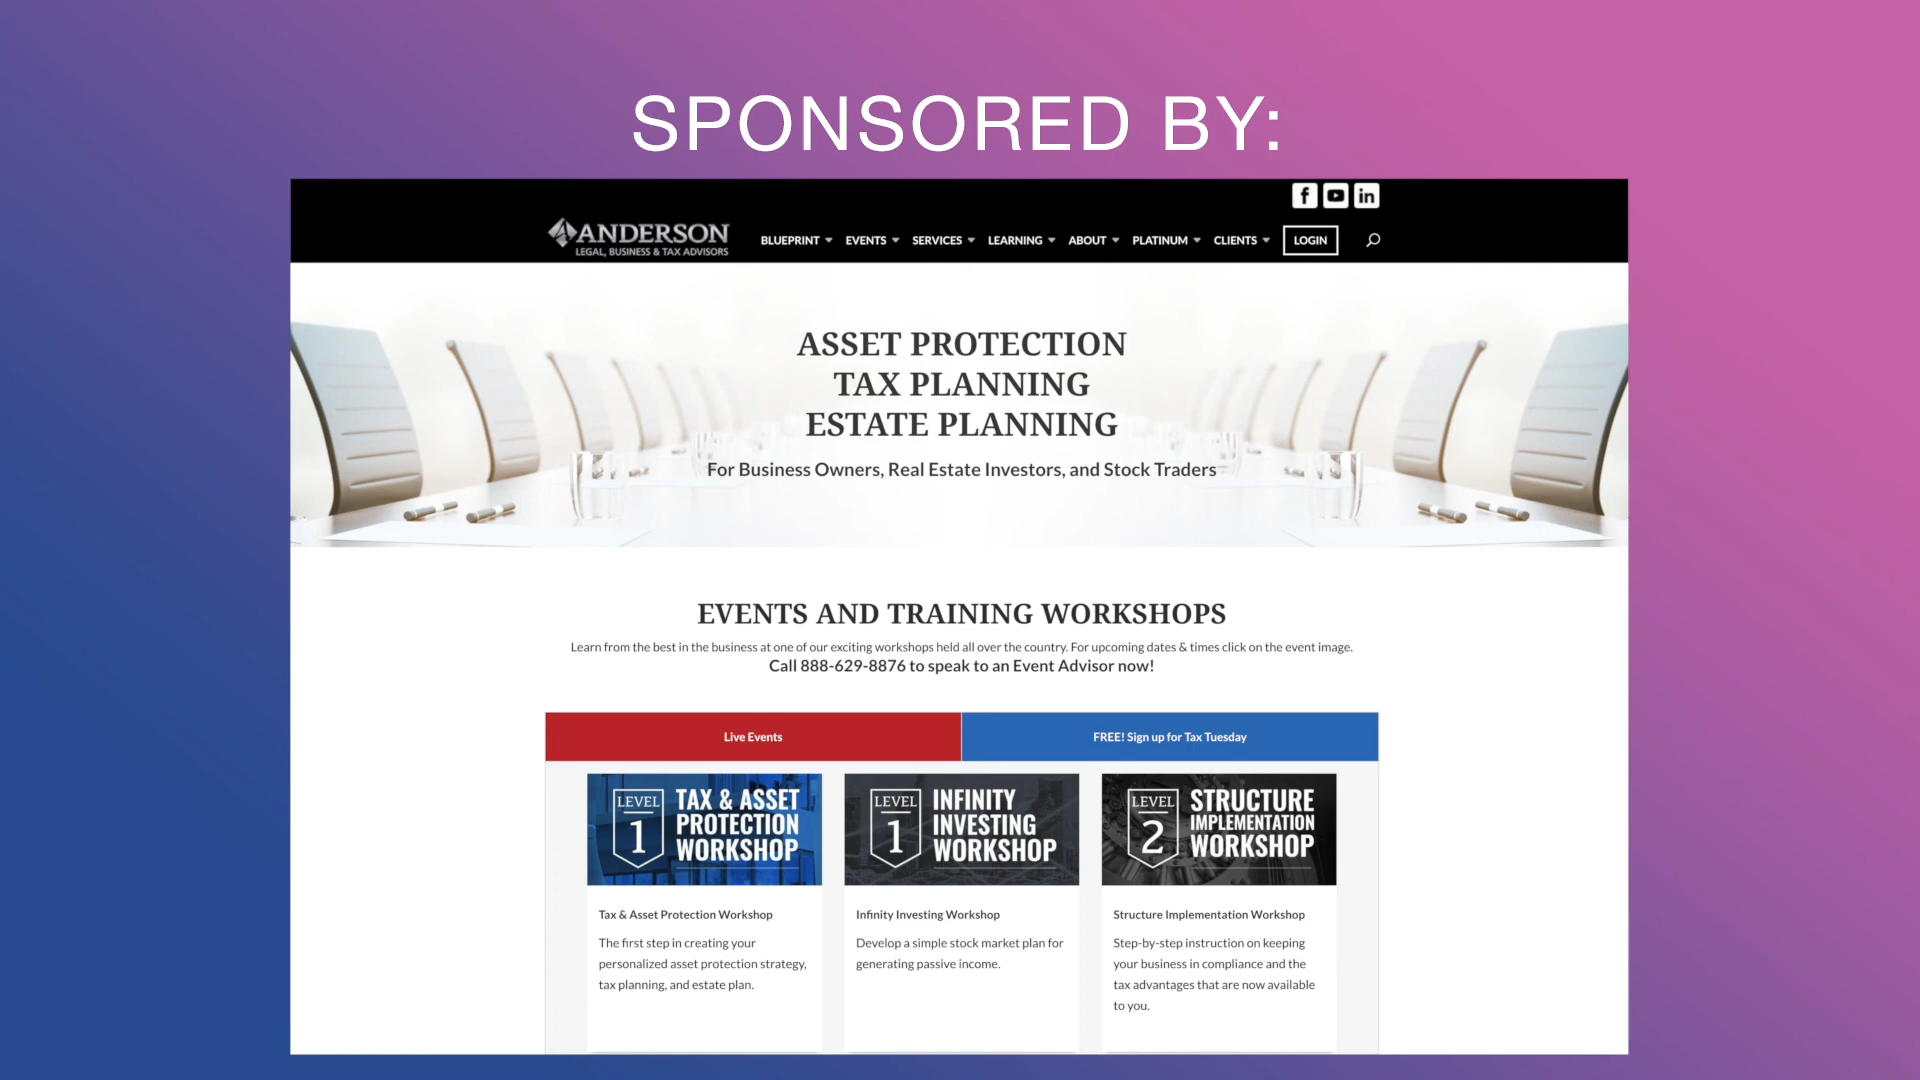 SPONSORED BY:
ANDERSON
LEGAL, BUSINESS & TAX ADVISORS
BLUEPRINT EVENTS SERVICES LEARNING ABOUT PLATINUM CLIENTS LOGIN
ASSET PROTECTION
TAX PLANNING
ESTATE PLANNING
For Business Owners, Real Estate Investors, and Stock Traders
EVENTS AND TRAINING WORKSHOPS
Learn from the best in the business at one of our exciting workshops held all over the country. For upcoming dates & times click on the event image.
Call 888-629-8876 to speak to an Event Advisor now!
Live Events
FREE! Sign up for Tax Tuesday
LEVEL
1
TAX & ASSET
PROTECTION
WORKSHOP
Tax & Asset Protection Workshop
The first step in creating your
personalized asset protection strategy,
tax planning, and estate plan.
LEVEL
1
INFINITY
INVESTING
WORKSHOP
Infinity Investing Workshop
Develop a simple stock market plan for
generating passive income.
LEVEL
2
STRUCTURE
IMPLEMENTATION
WORKSHOP
Structure Implementation Workshop
Step-by-step instruction on keeping
your business in compliance and the
tax advantages that are now available
to you.